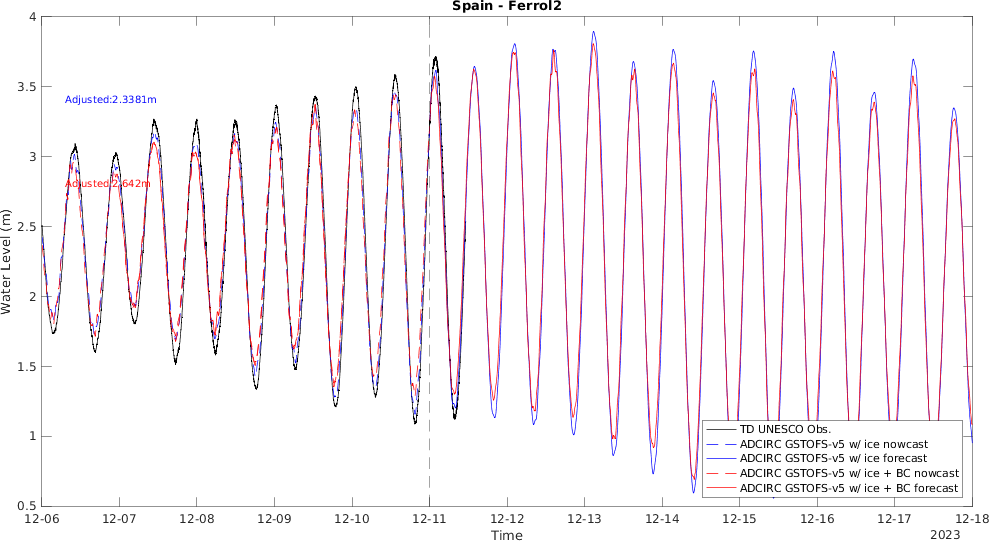 Spain - Ferrol2
4
3.5
3
2.5
2
1.5
1
0.5
Water Level (m)
Adjusted:2.3381m
Adjusted:2.642m
TD UNESCO Obs.
ADCIRC GSTOFS-v5 w/ ice nowcast
ADCIRC GSTOFS-v5 w/ ice forecast
ADCIRC GSTOFS-v5 w/ ice + BC nowcast
ADCIRC GSTOFS-v5 w/ ice + BC forecast
12-06 12-07 12-08 12-09 12-10 12-11 12-12 12-13 12-14 12-15 12-16 12-17 12-18
Time
2023